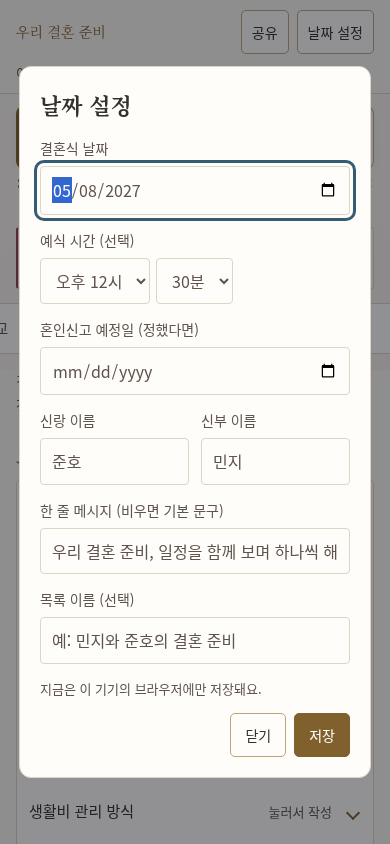 우리 결혼 준비
공유
날짜 설정
날짜 설정
결혼식 날짜
05/08/2027
예식 시간 (선택)
오후 12시
30분
혼인신고 예정일 (정했다면)
mm/dd/yyyy
신랑 이름
신부 이름
준호
민지
한 줄 메시지 (비우면 기본 문구)
우리 결혼 준비, 일정을 함께 보며 하나씩 해
목록 이름 (선택)
예: 민지와 준호의 결혼 준비
지금은 이 기기의 브라우저에만 저장돼요.
닫기
저장
생활비 관리 방식
눌러서 작성